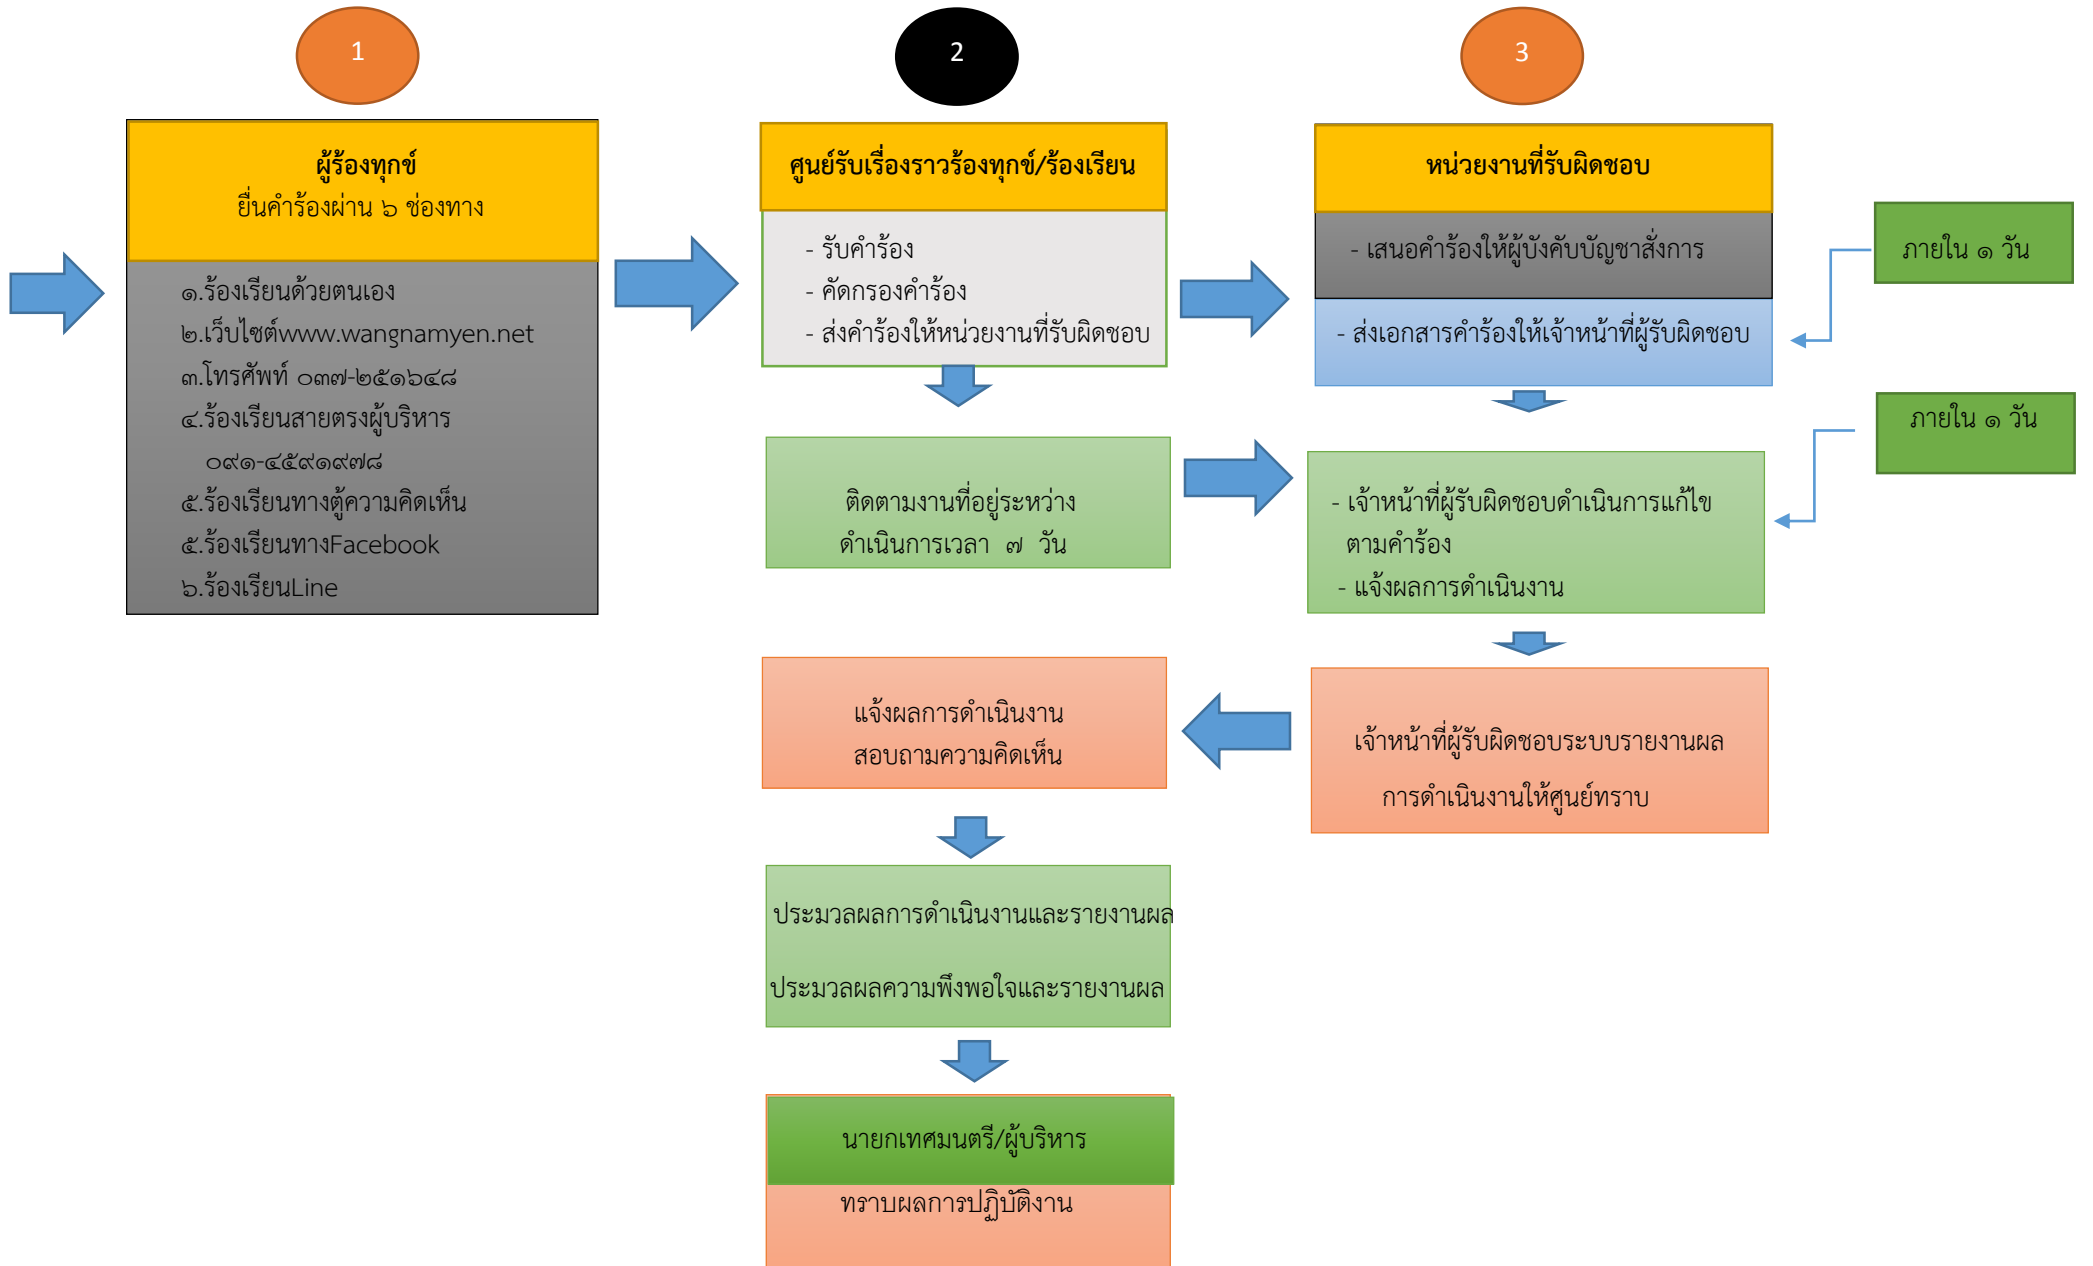 1
ผู้ร้องทุกข์
ยื่นคำร้องผ่าน ๖ ช่องทาง
๑.ร้องเรียนด้วยตนเอง
๒.เว็บไซต์www.wangnamyen.net
๓.โทรศัพท์ ๐๓๗-๒๕๑๖๔๘
๔.ร้องเรียนสายตรงผู้บริหาร
๐๙๑-๔๕๙๑๙๗๘
๕.ร้องเรียนทางตู้ความคิดเห็น
๕.ร้องเรียนทางFacebook
๖.ร้องเรียนLine
2
ศูนย์รับเรื่องราวร้องทุกข์/ร้องเรียน
- รับคำร้อง
- คัดกรองคำร้อง
- ส่งคำร้องให้หน่วยงานที่รับผิดชอบ
ติดตามงานที่อยู่ระหว่าง
ดำเนินการเวลา ๗ วัน
3
หน่วยงานที่รับผิดชอบ
- เสนอคำร้องให้ผู้บังคับบัญชาสั่งการ
- ส่งเอกสารคำร้องให้เจ้าหน้าที่ผู้รับผิดชอบ
ภายใน ๑ วัน
ภายใน ๑ วัน
- เจ้าหน้าที่ผู้รับผิดชอบดำเนินการแก้ไข
ตามคำร้อง
- แจ้งผลการดำเนินงาน
เจ้าหน้าที่ผู้รับผิดชอบระบบรายงานผล
การดำเนินงานให้ศูนย์ทราบ
แจ้งผลการดำเนินงาน
สอบถามความคิดเห็น
ประมวลผลการดำเนินงานและรายงานผล
ประมวลผลความพึงพอใจและรายงานผล
นายกเทศมนตรี/ผู้บริหาร
ทราบผลการปฏิบัติงาน